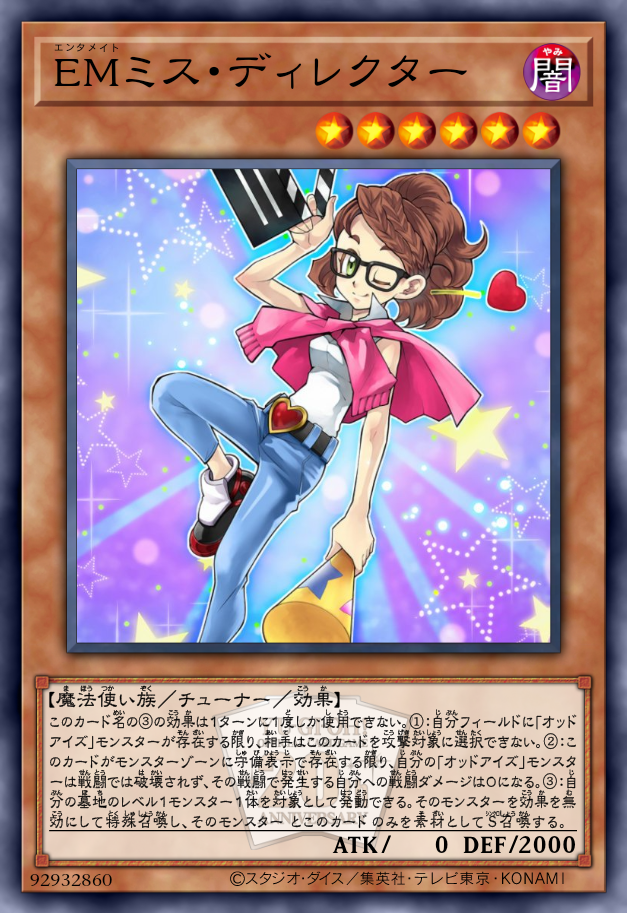 エンタメイト
EMミス・ディレクター
やみ
闇
【魔法使い族／チューナー／効果】
このカード名の③の効果は1ターンに1度しか使用できない。①：自分フィールドに「オッド
アイズ」モンスターが存在する限り、相手はこのカードを攻撃対象に選択できない。②：こ
のカードがモンスターゾーンに守備表示で存在する限り、自分の「オッドアイズ」モンスタ
ーは戦闘では破壊されず、その戦闘で発生する自分への戦闘ダメージは0になる。③：自
分の墓地のレベル1モンスター1体を対象として発動できる。そのモンスターを効果を無
効にして特殊召喚し、そのモンスターとこのカードのみを素材としてS召喚する。
ATK/ 0 DEF/2000
92932860 ©スタジオ・ダイス／集英社・テレビ東京・KONAMI